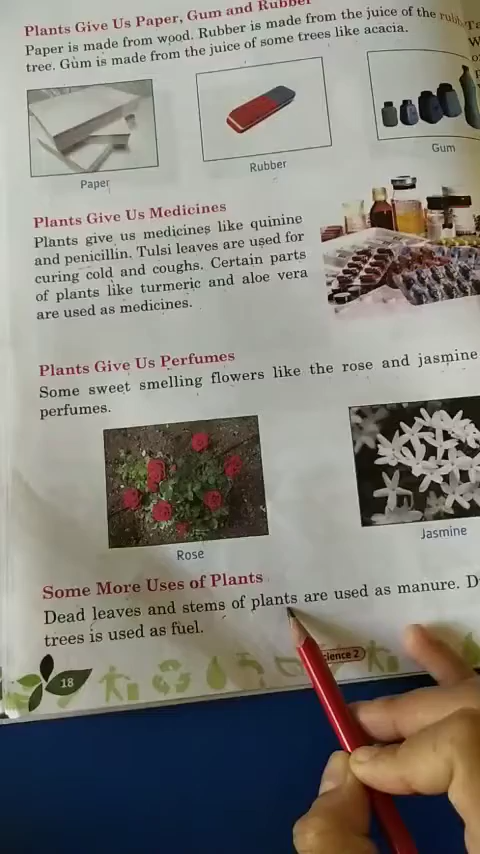 Plants Give Us Paper, Gum and Rubber
Paper is made from wood. Rubber is made from the juice of the rubb
tree. Gum is made from the juice of some trees like acacia.
Paper
Rubber
Gum
Plants Give Us Medicines
Plants give us medicines like quinine
and penicillin. Tulsi leaves are used for
curing cold and coughs. Certain parts
of plants like turmeric and aloe vera
are used as medicines.
Plants Give Us Perfumes
Some sweet smelling flowers like the rose and jasmine
perfumes.
Rose
Jasmine
Some More Uses of Plants
Dead leaves and stems of plants are used as manure. D
trees is used as fuel.
18
cience 2